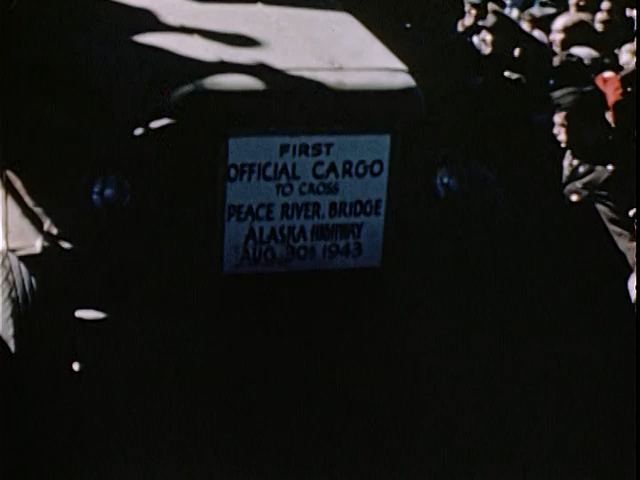 FIRST
OFFICIAL CARGO
TO CROSS
PEACE RIVER, BRIDGE
ALASKA HIGHWAY
AUG. 30th 1943